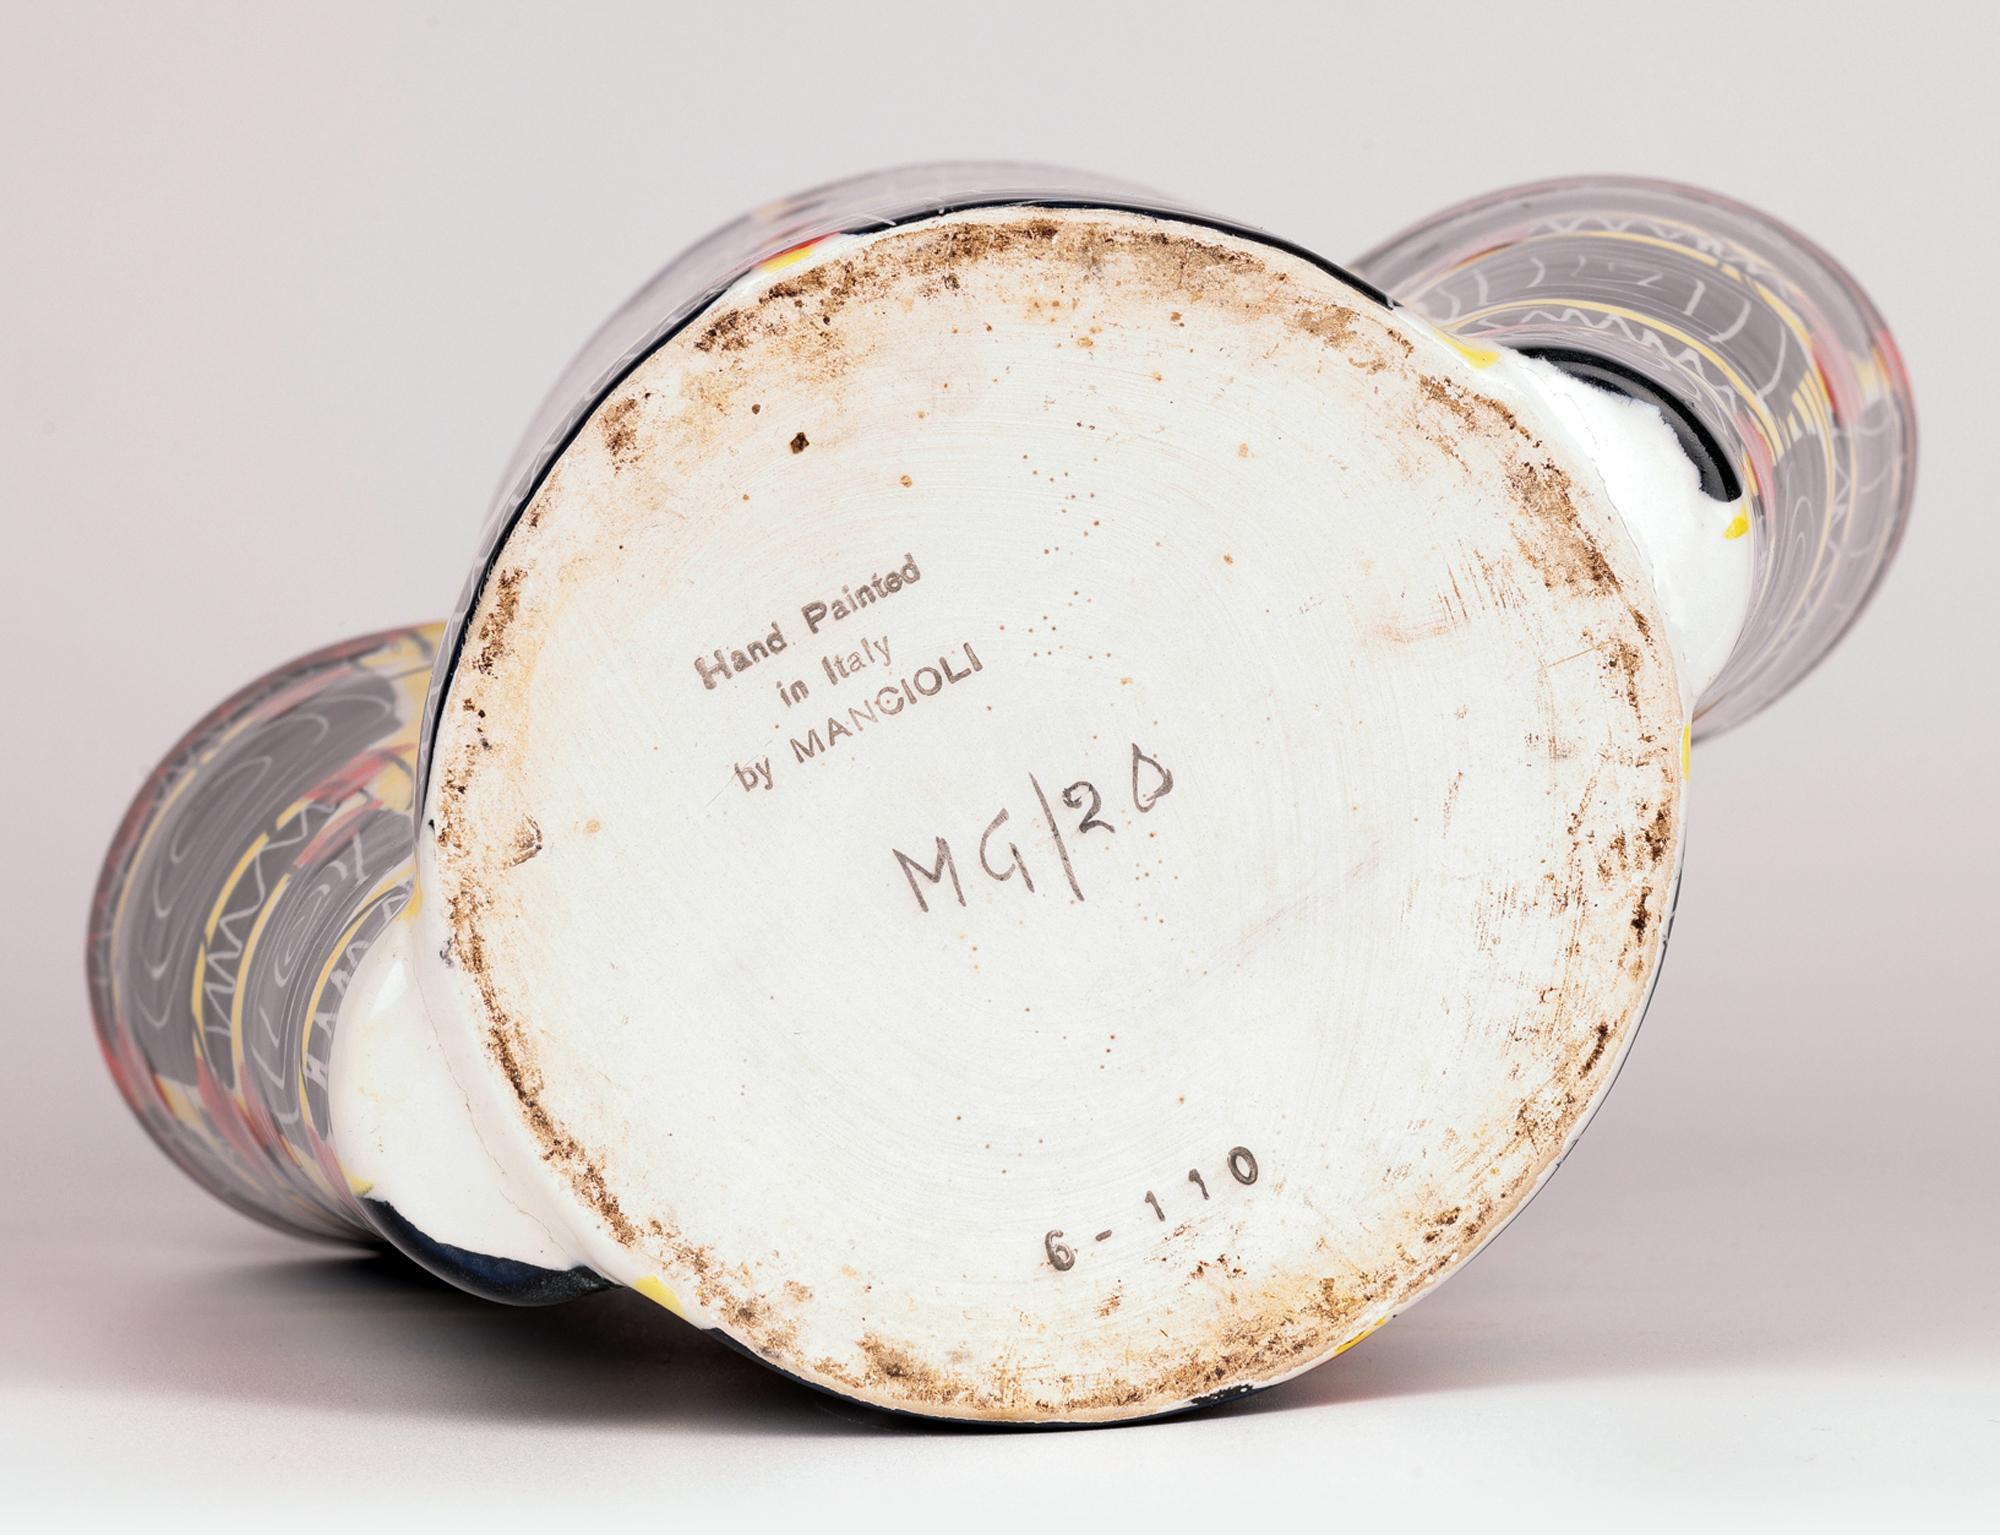 Hand Painted
in Italy
by MANCIOLI
MG/20
6-110